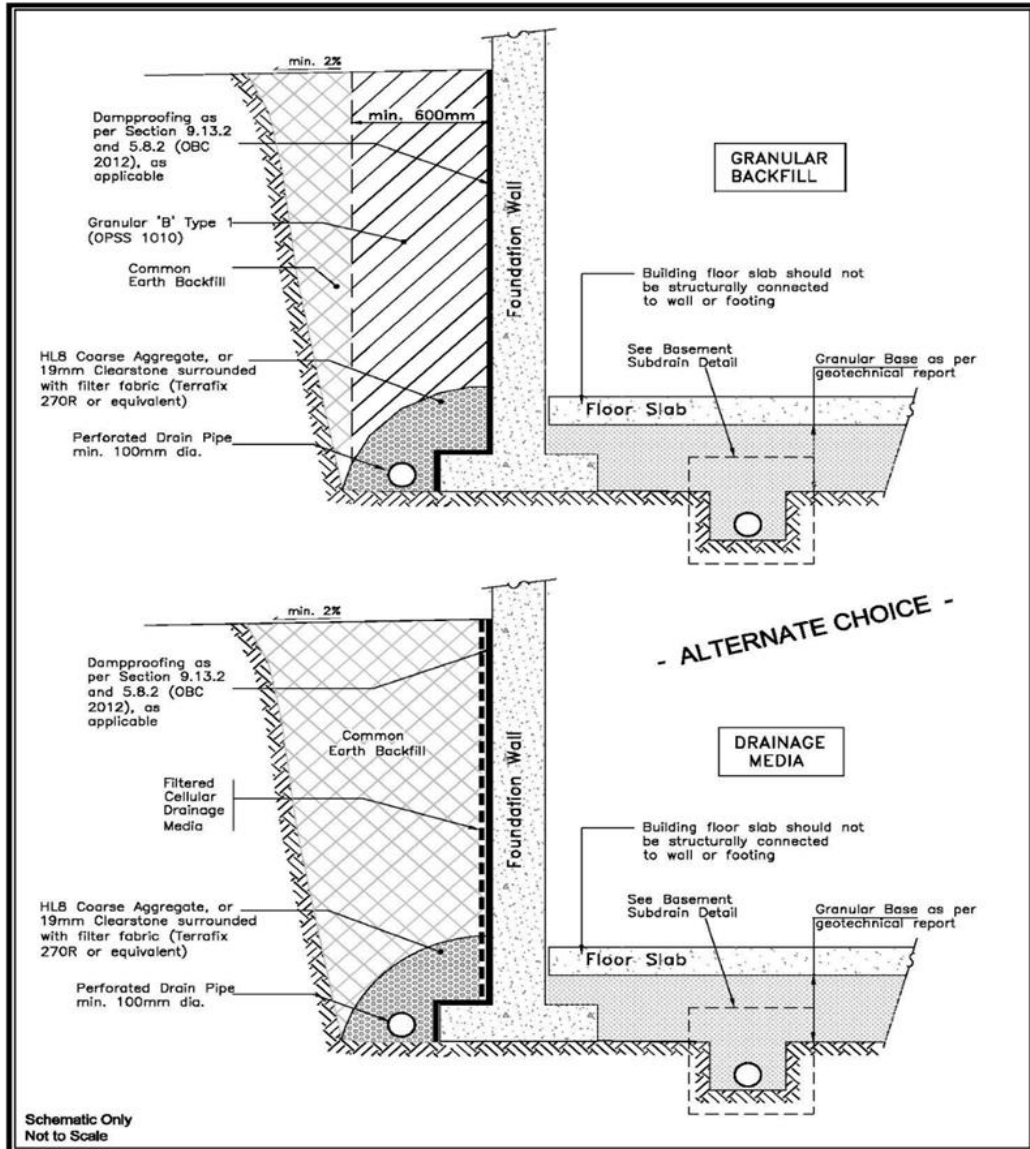 min. 2%
Dampproofing as
per Section 9.13.2
and 5.8.2 (OBC
2012), as
applicable
min. 600mm
Granular 'B' Type 1
(OPSS 1010)
Common
Earth Backfill
HL8 Coarse Aggregate, or
19mm Clearstone surrounded
with filter fabric (Terrafix
270R or equivalent)
Perforated Drain Pipe
min. 100mm dia.
Foundation Wall
GRANULAR
BACKFILL
Building floor slab should not
be structurally connected
to wall or footing
See Basement
Subdrain Detail
Granular Base as per
geotechnical report
Floor Slab
- ALTERNATE CHOICE -
min. 2%
Dampproofing as
per Section 9.13.2
and 5.8.2 (OBC
2012), as
applicable
Common
Earth Backfill
Filtered
Cellular
Drainage
Media
HL8 Coarse Aggregate, or
19mm Clearstone surrounded
with filter fabric (Terrafix
270R or equivalent)
Perforated Drain Pipe
min. 100mm dia.
Foundation Wall
DRAINAGE
MEDIA
Building floor slab should not
be structurally connected
to wall or footing
See Basement
Subdrain Detail
Granular Base as per
geotechnical report
Floor Slab
Schematic Only
Not to Scale